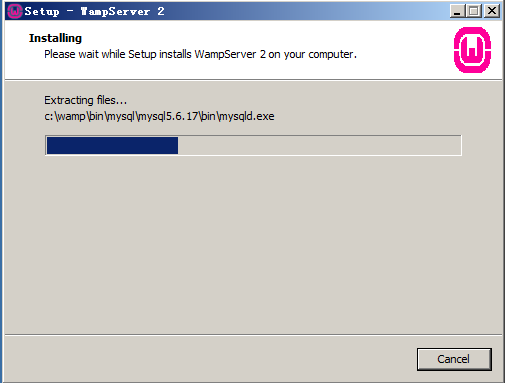 Setup - WampServer 2
Installing
Please wait while Setup installs WampServer 2 on your computer.
Extracting files...
c:\wamp\bin\mysql\mysql5.6.17\bin\mysqld.exe
Cancel